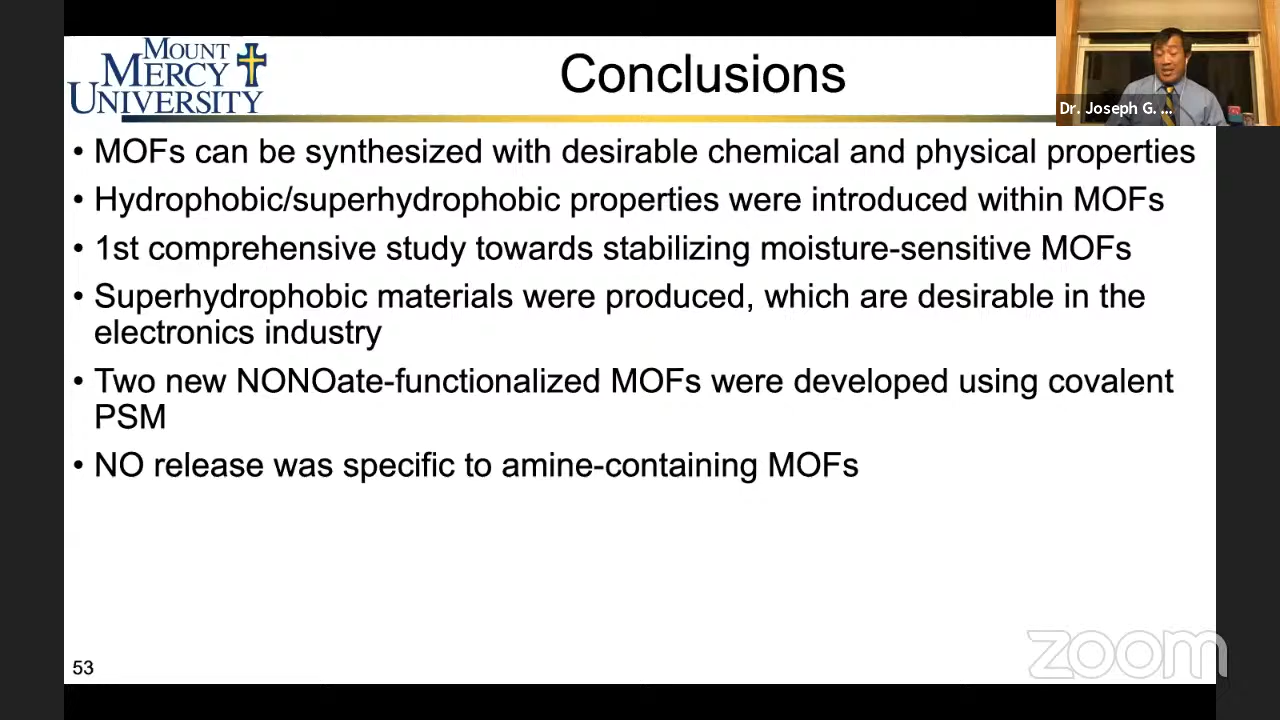 MOUNT
MERCY
UNIVERSITY
Conclusions
Dr. Joseph G. ...
• MOFs can be synthesized with desirable chemical and physical properties
• Hydrophobic/superhydrophobic properties were introduced within MOFs
• 1st comprehensive study towards stabilizing moisture-sensitive MOFs
• Superhydrophobic materials were produced, which are desirable in the
electronics industry
• Two new NONOate-functionalized MOFs were developed using covalent
PSM
• NO release was specific to amine-containing MOFs
53
zoom